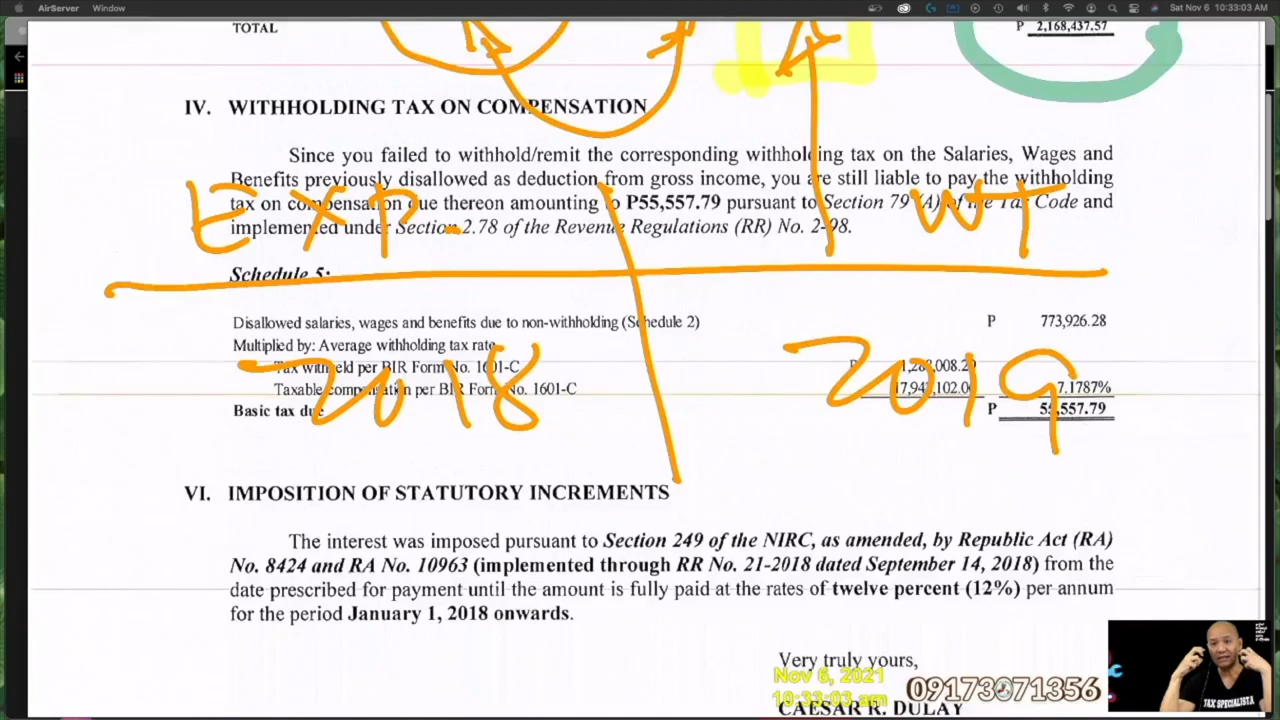 AirServer Window
Sat Nov 6 10:33:03 AM
TOTAL P 2,168,437.57
IV. WITHHOLDING TAX ON COMPENSATION
Since you failed to withhold/remit the corresponding withholding tax on the Salaries, Wages and
Benefits previously disallowed as deduction from gross income, you are still liable to pay the withholding
tax on compensation due thereon amounting to P55,557.79 pursuant to Section 79 (A) of the Tax Code and
implemented under Section 2.78 of the Revenue Regulations (RR) No. 2-98.
EXP. WT
Schedule 5:
Disallowed salaries, wages and benefits due to non-withholding (Schedule 2) P 773,926.28
Multiplied by: Average withholding tax rate
Tax withheld per BIR Form No. 1601-C
Taxable compensation per BIR Form No. 1601-C 7.1787%
Basic tax due P 55,557.79
2018 2019
VI. IMPOSITION OF STATUTORY INCREMENTS
The interest was imposed pursuant to Section 249 of the NIRC, as amended, by Republic Act (RA)
No. 8424 and RA No. 10963 (implemented through RR No. 21-2018 dated September 14, 2018) from the
date prescribed for payment until the amount is fully paid at the rates of twelve percent (12%) per annum
for the period January 1, 2018 onwards.
Very truly yours,
Nov 6, 2021
10:33:03 am
09173071356
CAESAR R. DULAY
TAX SPECIALISTA